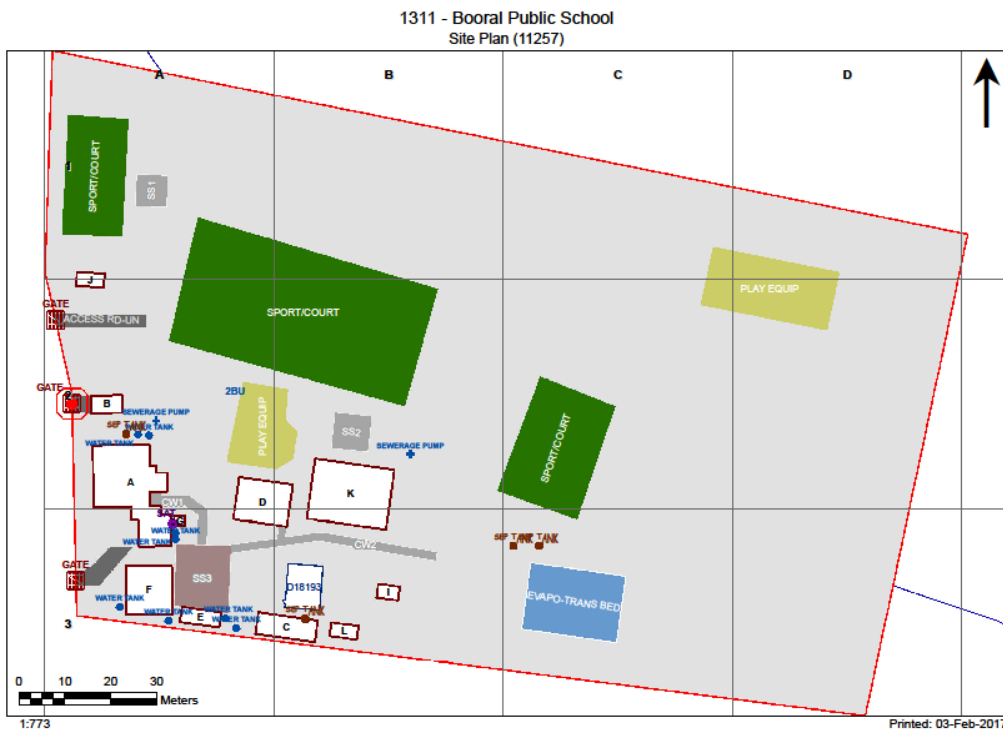 1311 - Booral Public School
Site Plan (11257)
A
B
C
D
1
SPORT/COURT
SS1
J
GATE
ACCESS RD-UN
SPORT/COURT
PLAY EQUIP
GATE
2
B
2BU
SEWERAGE PUMP
SEP TANK
WATER TANK
WATER TANK
PLAY EQUIP
SS2
SEWERAGE PUMP
SPORT/COURT
A
D
K
CW1
SAT
G
WATER TANK
WATER TANK
CW2
SEP TANK
SEP TANK
GATE
F
SS3
D18193
I
EVAPO-TRANS BED
WATER TANK
WATER TANK
WATER TANK
WATER TANK
SEP TANK
E
C
L
3
0 10 20 30
Meters
1:773
Printed: 03-Feb-2017